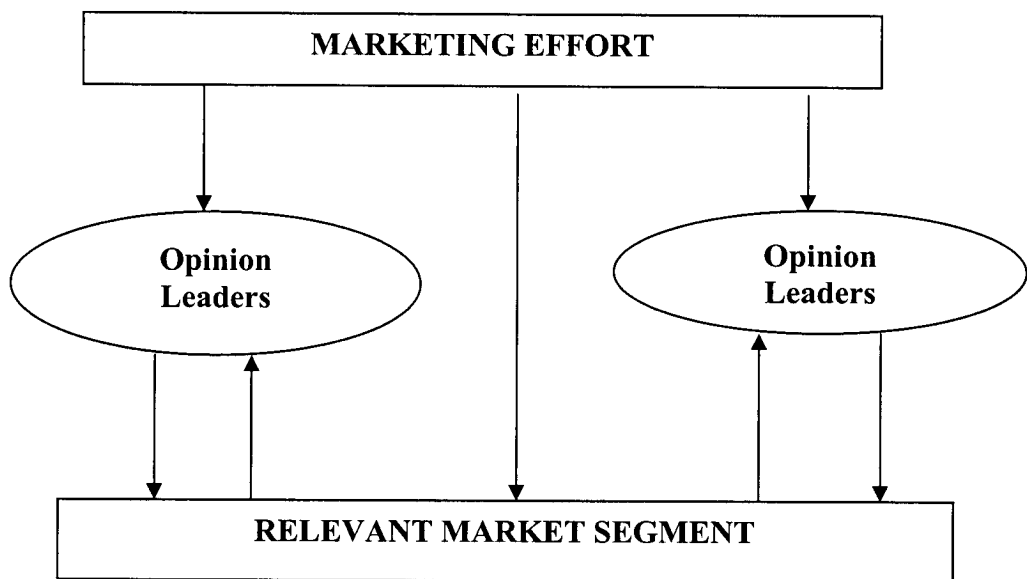 MARKETING EFFORT
Opinion
Leaders
Opinion
Leaders
RELEVANT MARKET SEGMENT